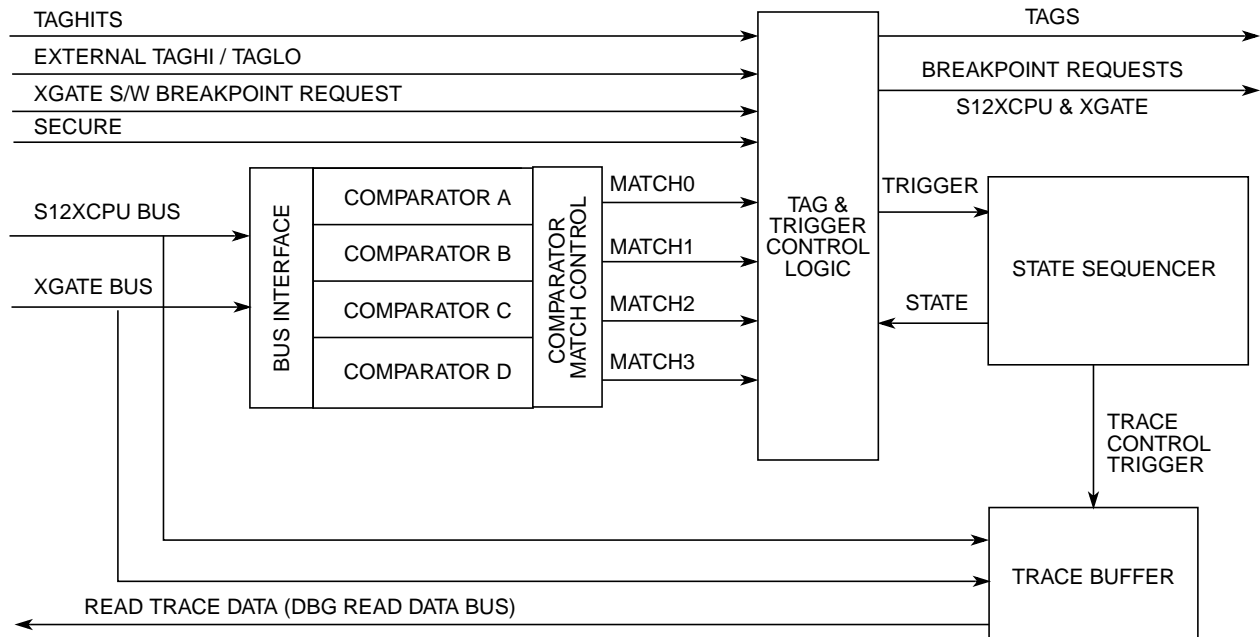 TAGHITS
TAGS
EXTERNAL TAGHI / TAGLO
BREAKPOINT REQUESTS
XGATE S/W BREAKPOINT REQUEST
S12XCPU & XGATE
SECURE
S12XCPU BUS
XGATE BUS
BUS INTERFACE
COMPARATOR A
COMPARATOR B
COMPARATOR C
COMPARATOR D
COMPARATOR
MATCH CONTROL
MATCH0
MATCH1
MATCH2
MATCH3
TAG &
TRIGGER
CONTROL
LOGIC
TRIGGER
STATE
STATE SEQUENCER
TRACE
CONTROL
TRIGGER
TRACE BUFFER
READ TRACE DATA (DBG READ DATA BUS)